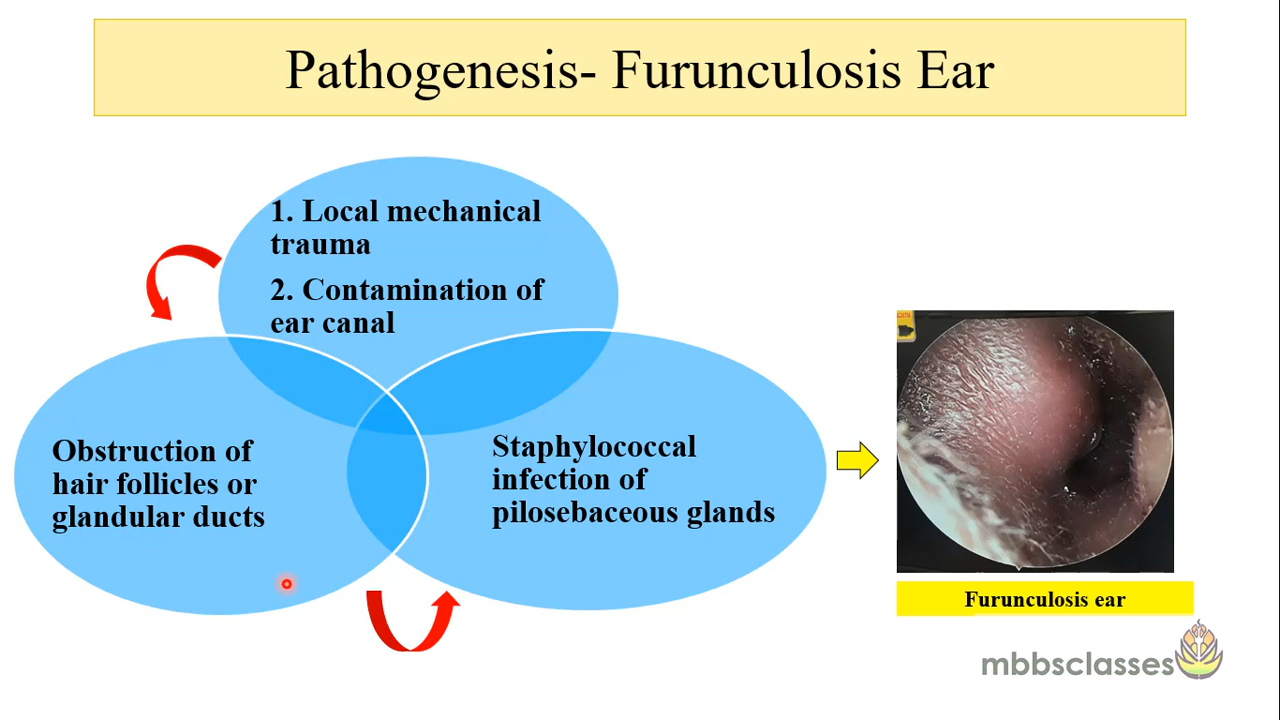 Pathogenesis- Furunculosis Ear
1. Local mechanical
trauma
2. Contamination of
ear canal
Obstruction of
hair follicles or
glandular ducts
Staphylococcal
infection of
pilosebaceous glands
Furunculosis ear
mbbsclasses